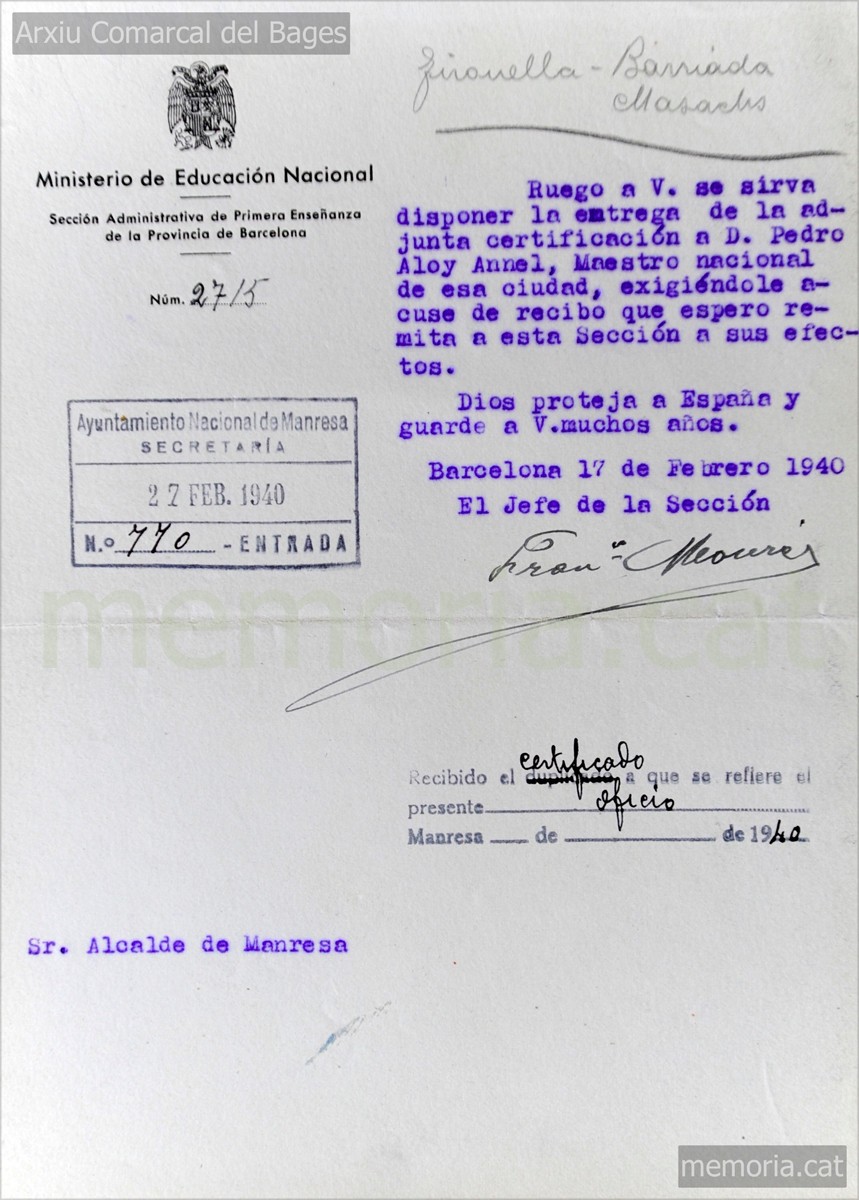 Arxiu Comarcal del Bages
Gironella - Barriada
Masachs
Ministerio de Educación Nacional
Sección Administrativa de Primera Enseñanza
de la Provincia de Barcelona
Núm. 2715
Ruego a V. se sirva
disponer la entrega de la ad-
junta certificación a D. Pedro
Aloy Annel, Maestro nacional
de esa ciudad, exigiéndole a-
cuse de recibo que espero re-
mita a esta Sección a sus efec-
tos.
Dios proteja a España y
guarde a V.muchos años.
Barcelona 17 de Febrero 1940
El Jefe de la Sección
Ayuntamiento Nacional de Manresa
SECRETARÍA
27 FEB. 1940
N.º 770 - ENTRADA
memoria.cat
certificado
Recibido el duplicado a que se refiere el
presente oficio
Manresa de de 1940
Sr. Alcalde de Manresa
memoria.cat